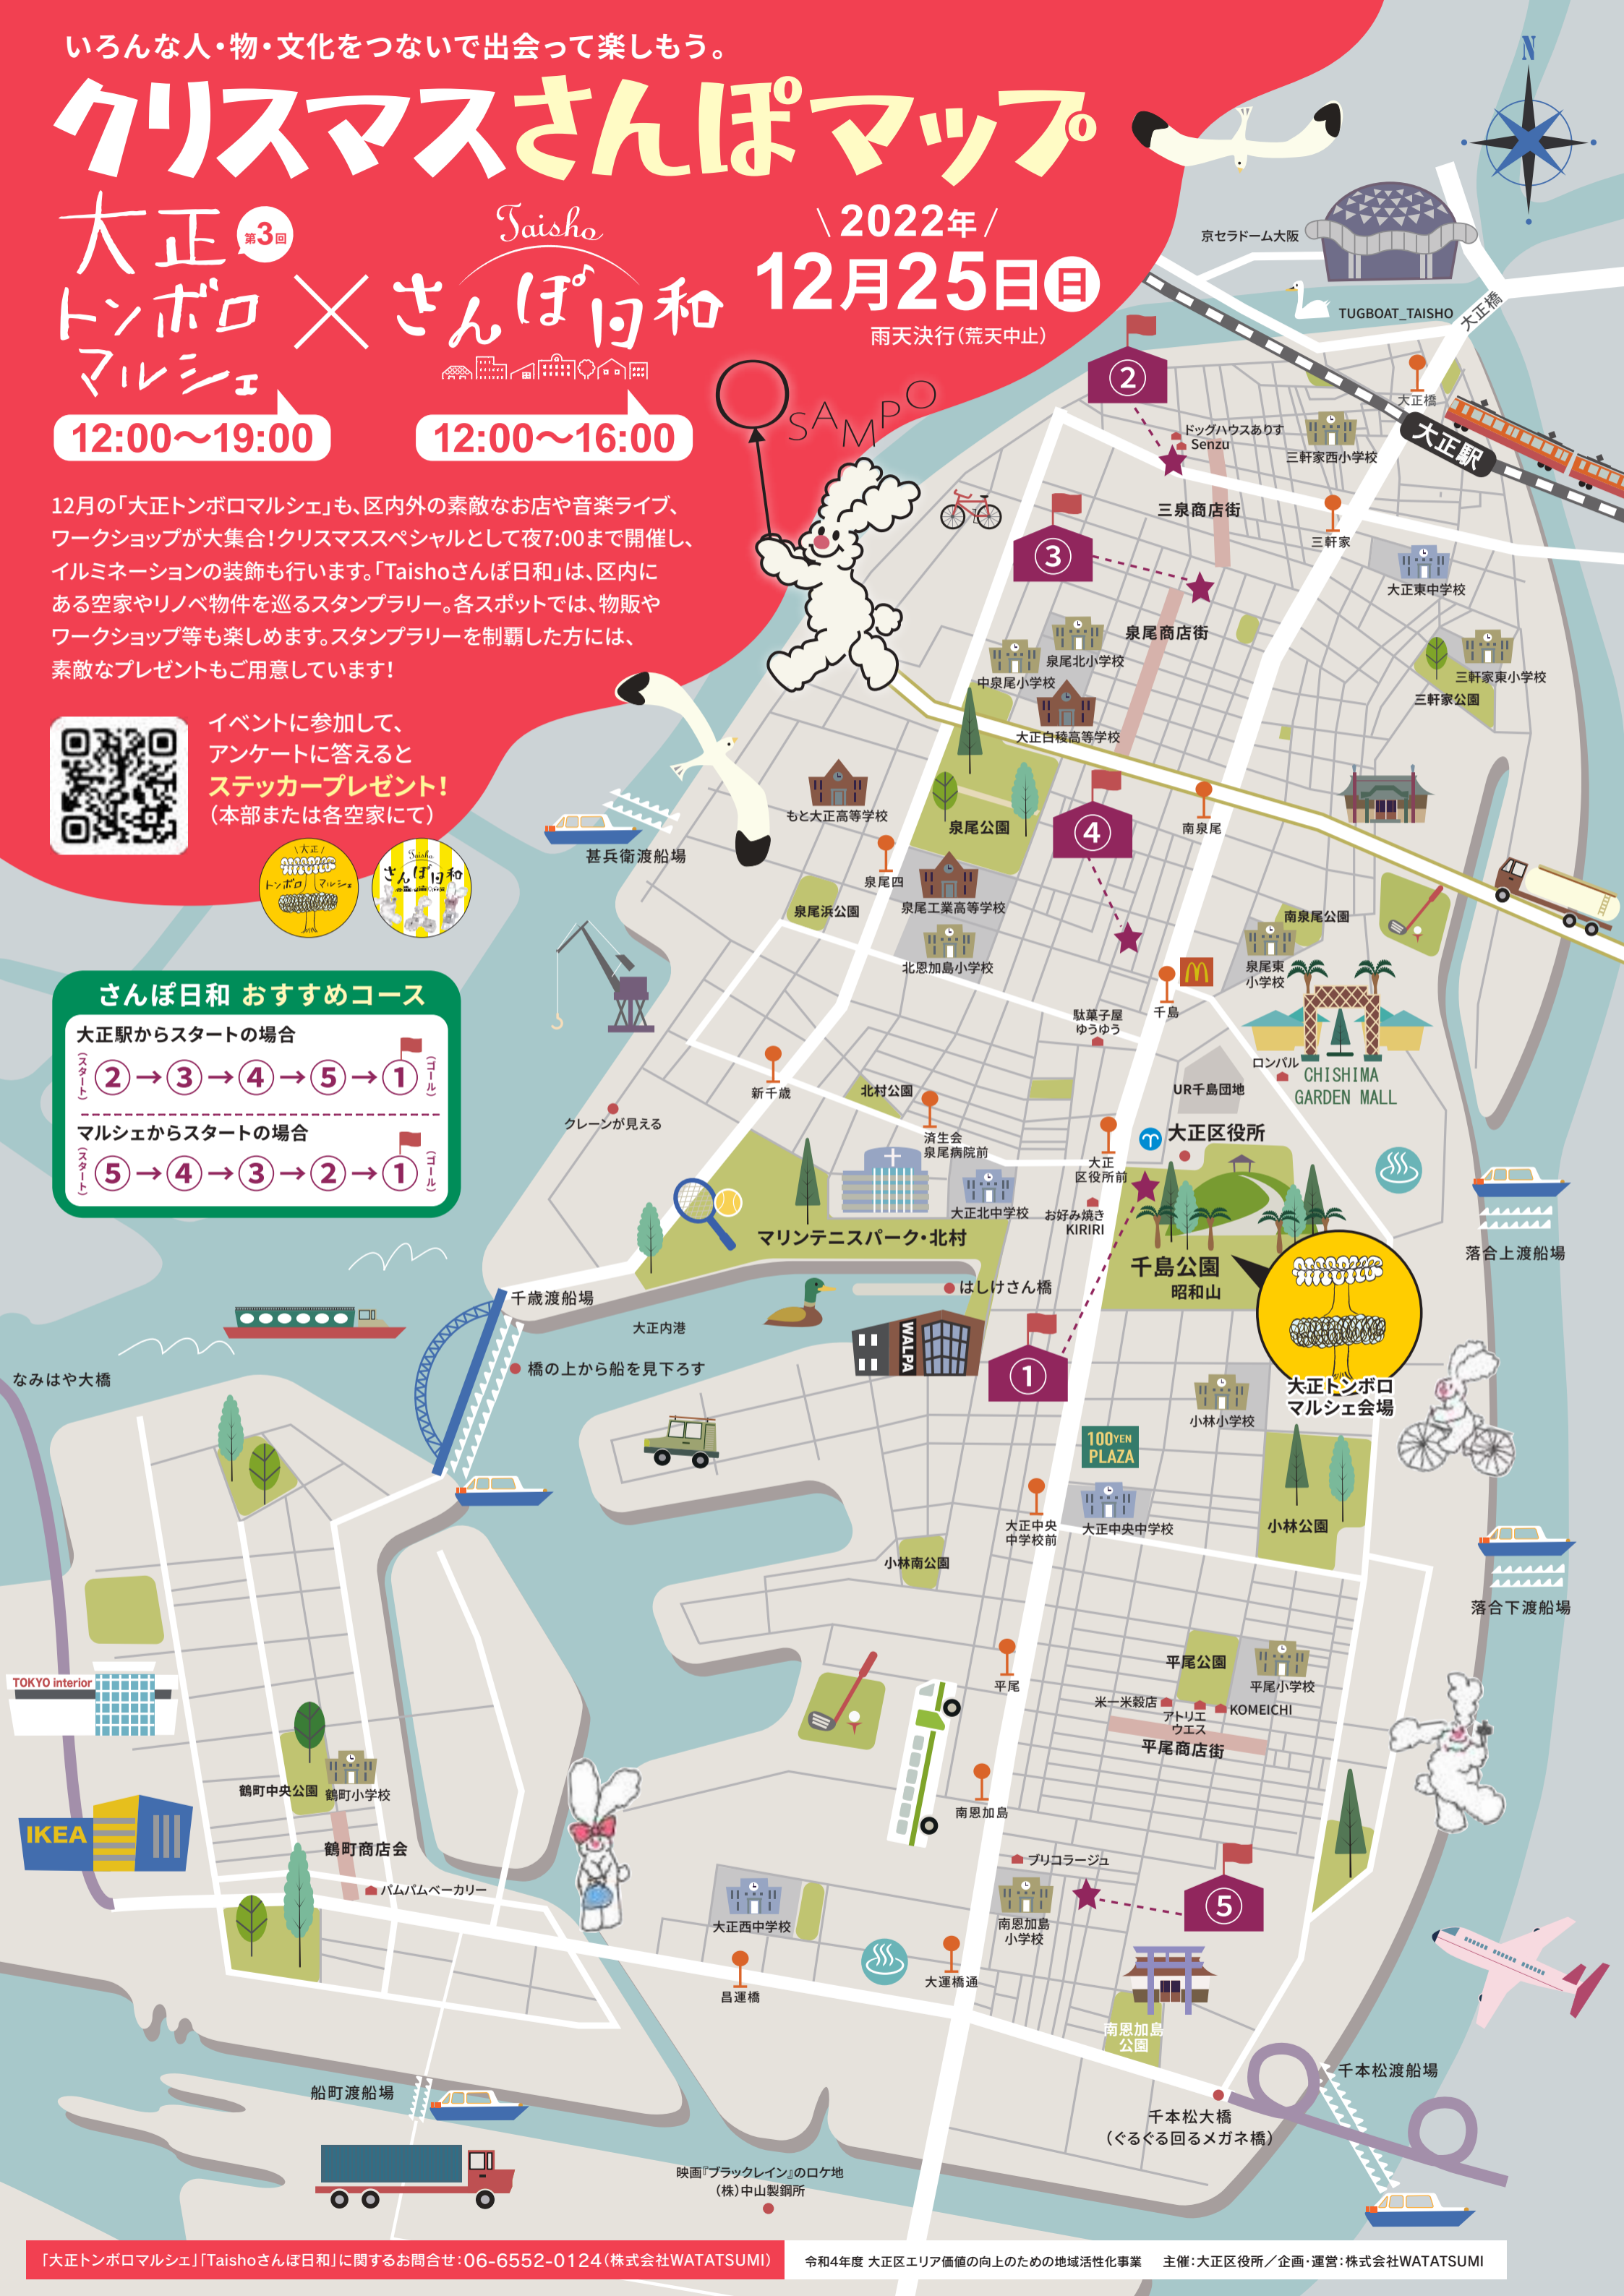 いろんな人・物・文化をつないで出会って楽しもう。
クリスマスさんぽマップ
大正
第3回
トンボロ
マルシェ
×
Taisho
さんぽ日和
\ 2022年 /
12月25日(日)
雨天決行(荒天中止)
12:00〜19:00
12:00〜16:00
SAMPO
12月の「大正トンボロマルシェ」も、区内外の素敵なお店や音楽ライブ、
ワークショップが大集合!クリスマススペシャルとして夜7:00まで開催し、
イルミネーションの装飾も行います。「Taishoさんぽ日和」は、区内に
ある空家やリノベ物件を巡るスタンプラリー。各スポットでは、物販や
ワークショップ等も楽しめます。スタンプラリーを制覇した方には、
素敵なプレゼントもご用意しています!
イベントに参加して、
アンケートに答えると
ステッカープレゼント!
(本部または各空家にて)
\大正/
トンボロ マルシェ
Taisho
さんぽ日和
さんぽ日和 おすすめコース
大正駅からスタートの場合
(スタート) ②→③→④→⑤→① (ゴール)
マルシェからスタートの場合
(スタート) ⑤→④→③→②→① (ゴール)
N
京セラドーム大阪
TUGBOAT_TAISHO
大正橋
大正橋
大正駅
②
ドッグハウスありす
Senzu
三軒家西小学校
三泉商店街
三軒家
③
大正東中学校
泉尾商店街
泉尾北小学校
中泉尾小学校
三軒家東小学校
三軒家公園
大正白稜高等学校
もと大正高等学校
泉尾公園
④
南泉尾
甚兵衛渡船場
泉尾四
泉尾工業高等学校
泉尾浜公園
南泉尾公園
北恩加島小学校
泉尾東
小学校
千島
駄菓子屋
ゆうゆう
ロンパル
CHISHIMA
GARDEN MALL
UR千島団地
新千歳
北村公園
クレーンが見える
済生会
泉尾病院前
大正区役所
大正
区役所前
大正北中学校
お好み焼き
KIRIRI
マリンテニスパーク・北村
千島公園
昭和山
落合上渡船場
はしけさん橋
千歳渡船場
大正内港
WALPA
①
橋の上から船を見下ろす
なみはや大橋
大正トンボロ
マルシェ会場
小林小学校
100YEN
PLAZA
大正中央
中学校前
大正中央中学校
小林公園
小林南公園
落合下渡船場
平尾公園
平尾小学校
平尾
米一米穀店
アトリエ
ウエス
KOMEICHI
平尾商店街
TOKYO interior
鶴町中央公園
鶴町小学校
IKEA
鶴町商店会
パムパムベーカリー
南恩加島
ブリコラージュ
⑤
大正西中学校
南恩加島
小学校
昌運橋
大運橋通
南恩加島
公園
千本松渡船場
船町渡船場
千本松大橋
(ぐるぐる回るメガネ橋)
映画『ブラックレイン』のロケ地
(株)中山製鋼所
「大正トンボロマルシェ」「Taishoさんぽ日和」に関するお問合せ:06-6552-0124(株式会社WATATSUMI)
令和4年度 大正区エリア価値の向上のための地域活性化事業 主催:大正区役所/企画・運営:株式会社WATATSUMI